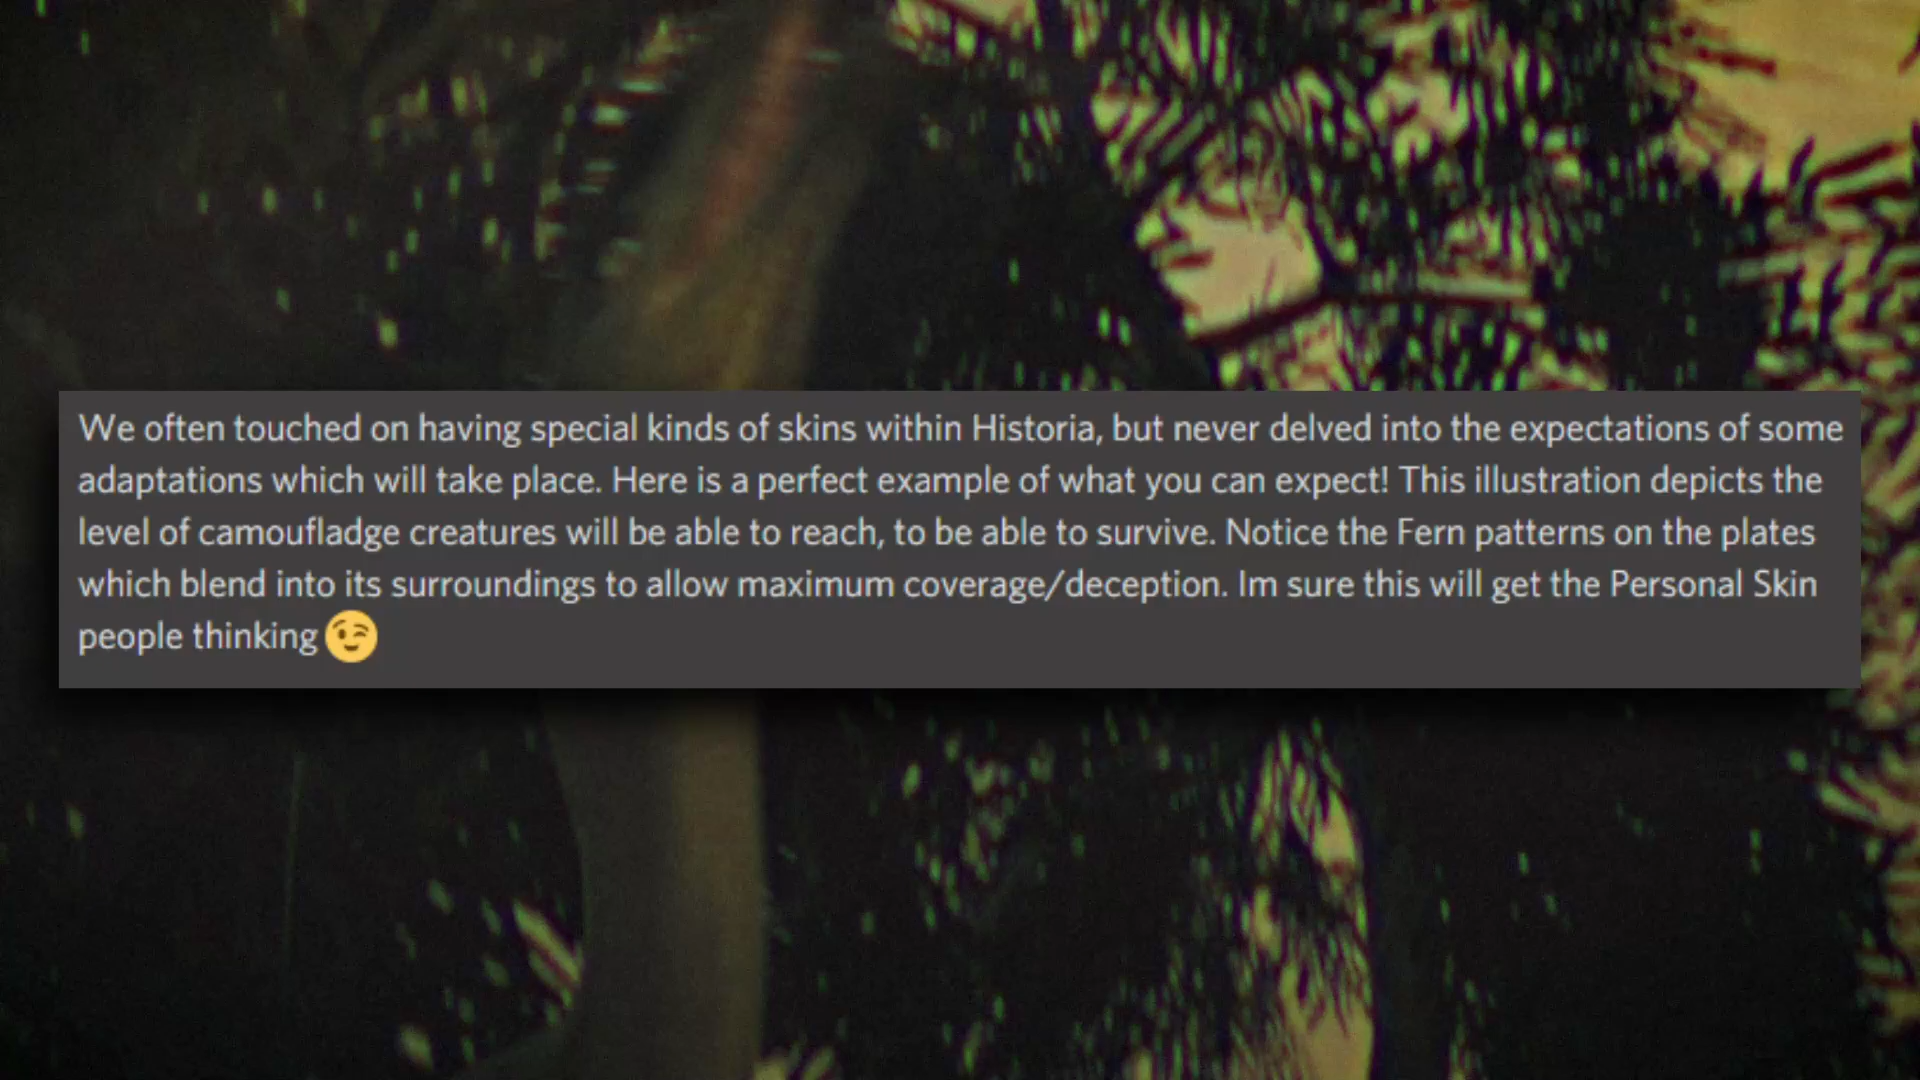 We often touched on having special kinds of skins within Historia, but never delved into the expectations of some
adaptations which will take place. Here is a perfect example of what you can expect! This illustration depicts the
level of camoufladge creatures will be able to reach, to be able to survive. Notice the Fern patterns on the plates
which blend into its surroundings to allow maximum coverage/deception. Im sure this will get the Personal Skin
people thinking 😉